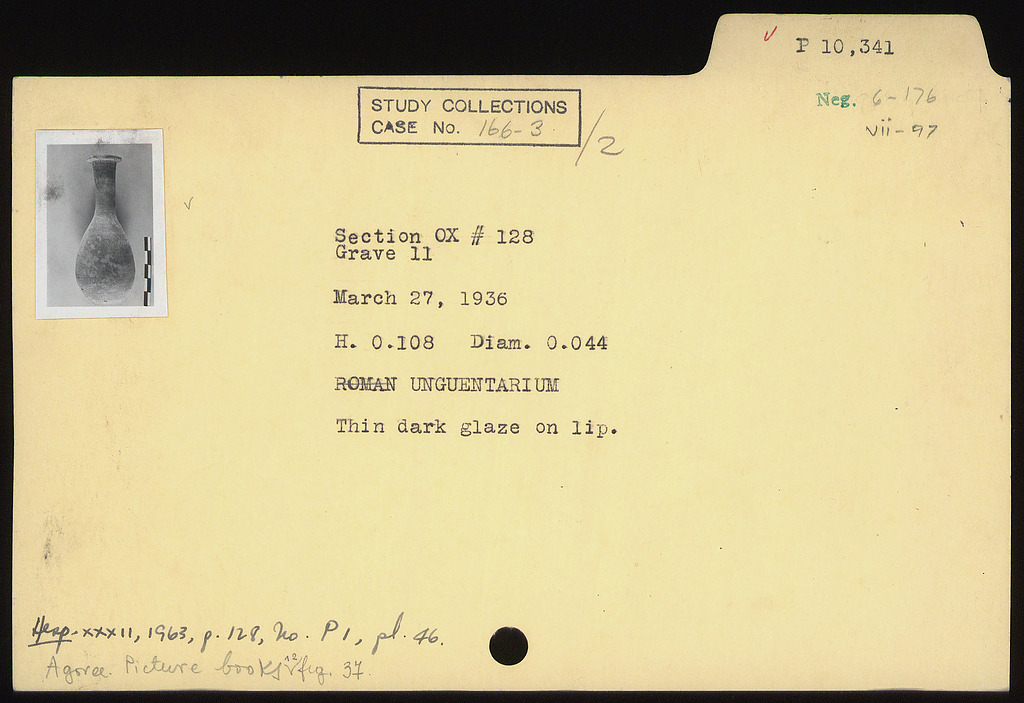 P 10,341
Neg. 6-176
vii-97
STUDY COLLECTIONS
CASE No. 166-3 /2
Section OX # 128
Grave 11
March 27, 1936
H. 0.108 Diam. 0.044
ROMAN UNGUENTARIUM
Thin dark glaze on lip.
Hesp. XXXII, 1963, p. 128, No. P1, pl. 46.
Agora Picture books 12 fig. 37.